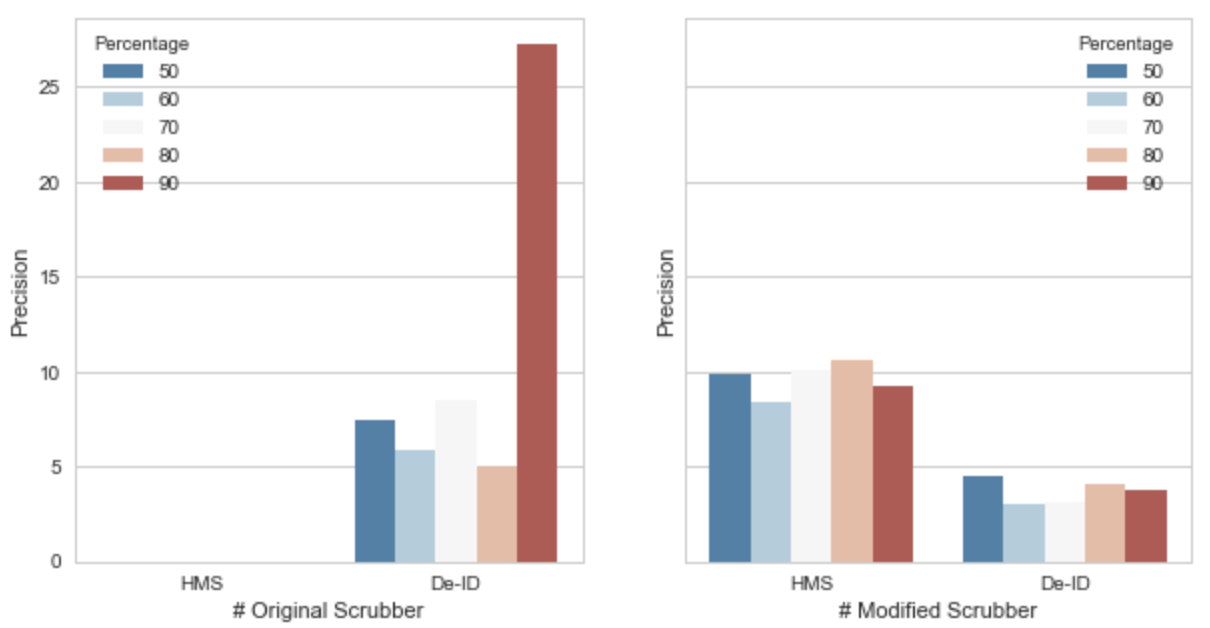 Percentage
50
60
70
80
90
25
20
15
10
5
0
Precision
HMS
De-ID
# Original Scrubber
Percentage
50
60
70
80
90
Precision
HMS
De-ID
# Modified Scrubber